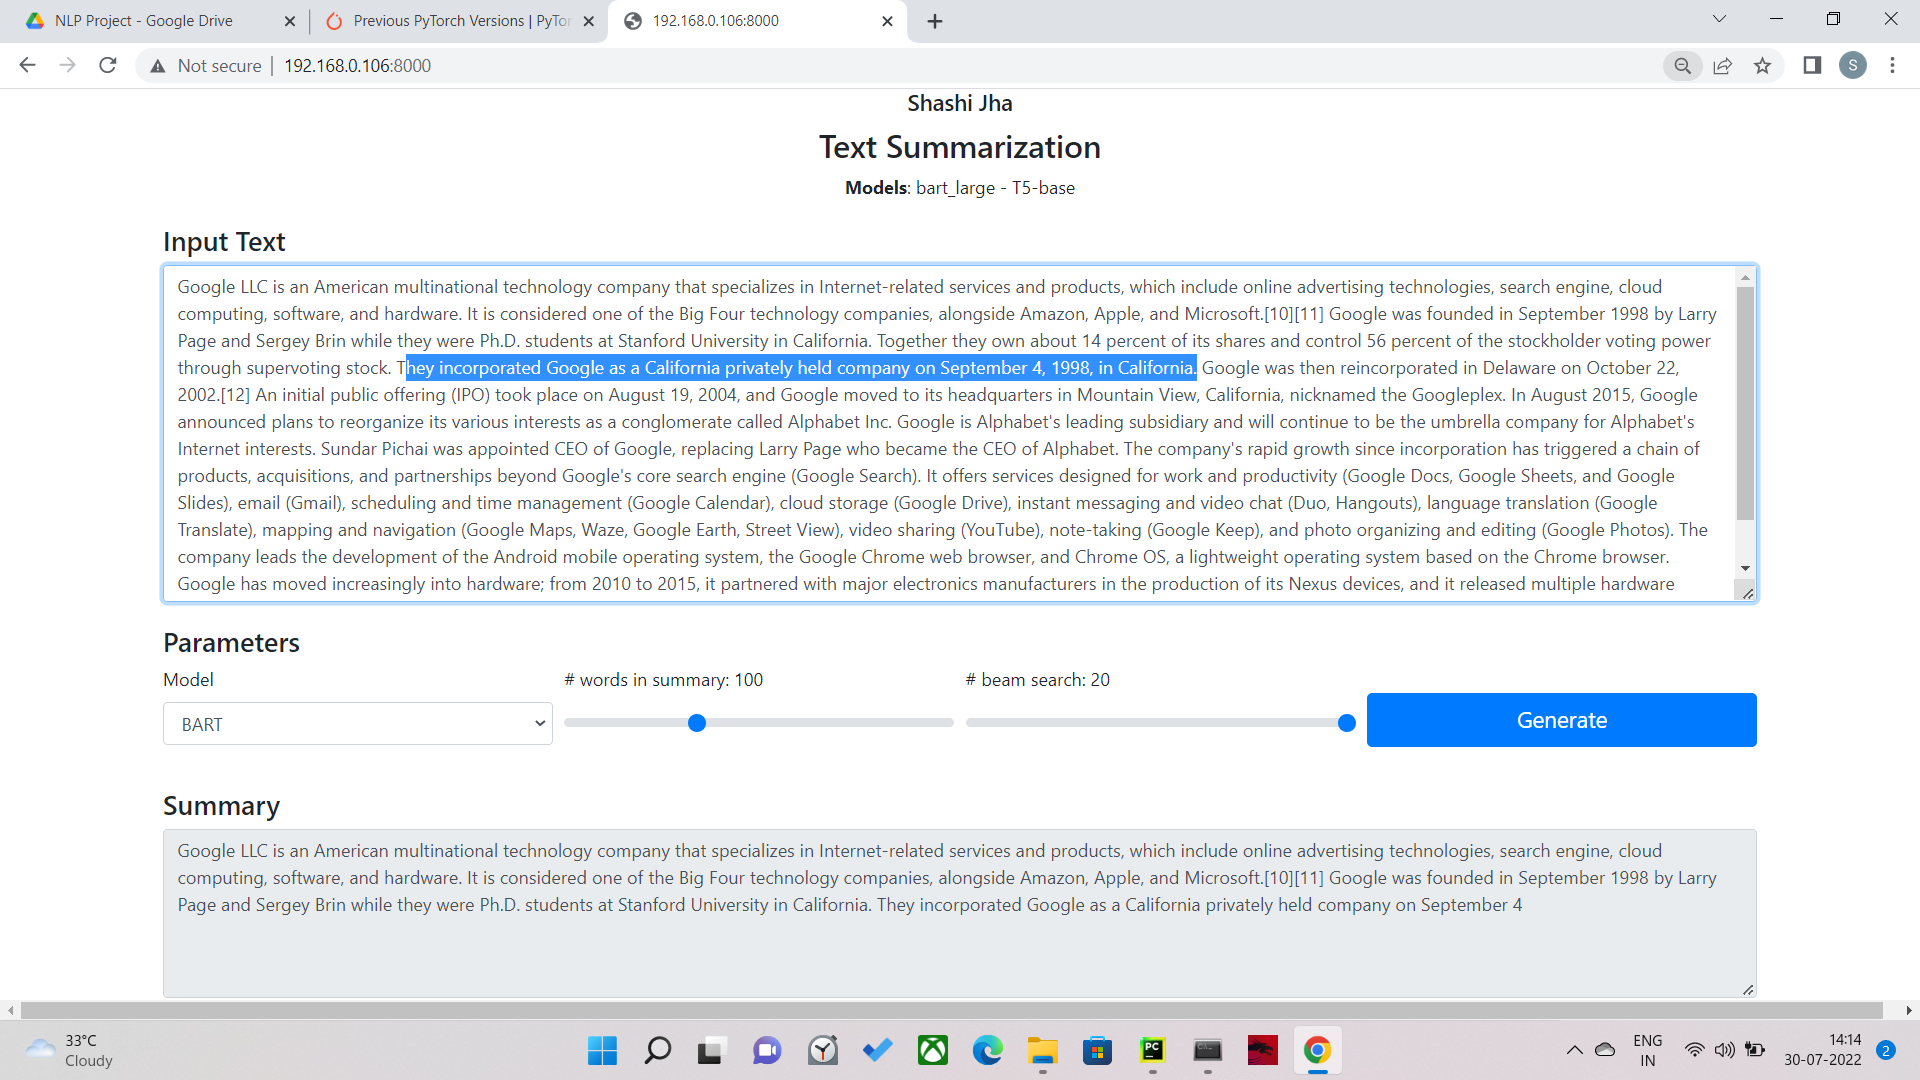 NLP Project - Google Drive
Previous PyTorch Versions | PyTor
192.168.0.106:8000
Not secure | 192.168.0.106:8000
S
Shashi Jha
Text Summarization
Models: bart_large - T5-base
Input Text
Google LLC is an American multinational technology company that specializes in Internet-related services and products, which include online advertising technologies, search engine, cloud
computing, software, and hardware. It is considered one of the Big Four technology companies, alongside Amazon, Apple, and Microsoft.[10][11] Google was founded in September 1998 by Larry
Page and Sergey Brin while they were Ph.D. students at Stanford University in California. Together they own about 14 percent of its shares and control 56 percent of the stockholder voting power
through supervoting stock. They incorporated Google as a California privately held company on September 4, 1998, in California. Google was then reincorporated in Delaware on October 22,
2002.[12] An initial public offering (IPO) took place on August 19, 2004, and Google moved to its headquarters in Mountain View, California, nicknamed the Googleplex. In August 2015, Google
announced plans to reorganize its various interests as a conglomerate called Alphabet Inc. Google is Alphabet's leading subsidiary and will continue to be the umbrella company for Alphabet's
Internet interests. Sundar Pichai was appointed CEO of Google, replacing Larry Page who became the CEO of Alphabet. The company's rapid growth since incorporation has triggered a chain of
products, acquisitions, and partnerships beyond Google's core search engine (Google Search). It offers services designed for work and productivity (Google Docs, Google Sheets, and Google
Slides), email (Gmail), scheduling and time management (Google Calendar), cloud storage (Google Drive), instant messaging and video chat (Duo, Hangouts), language translation (Google
Translate), mapping and navigation (Google Maps, Waze, Google Earth, Street View), video sharing (YouTube), note-taking (Google Keep), and photo organizing and editing (Google Photos). The
company leads the development of the Android mobile operating system, the Google Chrome web browser, and Chrome OS, a lightweight operating system based on the Chrome browser.
Google has moved increasingly into hardware; from 2010 to 2015, it partnered with major electronics manufacturers in the production of its Nexus devices, and it released multiple hardware
Parameters
Model
# words in summary: 100
# beam search: 20
BART
Generate
Summary
Google LLC is an American multinational technology company that specializes in Internet-related services and products, which include online advertising technologies, search engine, cloud
computing, software, and hardware. It is considered one of the Big Four technology companies, alongside Amazon, Apple, and Microsoft.[10][11] Google was founded in September 1998 by Larry
Page and Sergey Brin while they were Ph.D. students at Stanford University in California. They incorporated Google as a California privately held company on September 4
33°C
Cloudy
PC
ENG
IN
14:14
30-07-2022
2